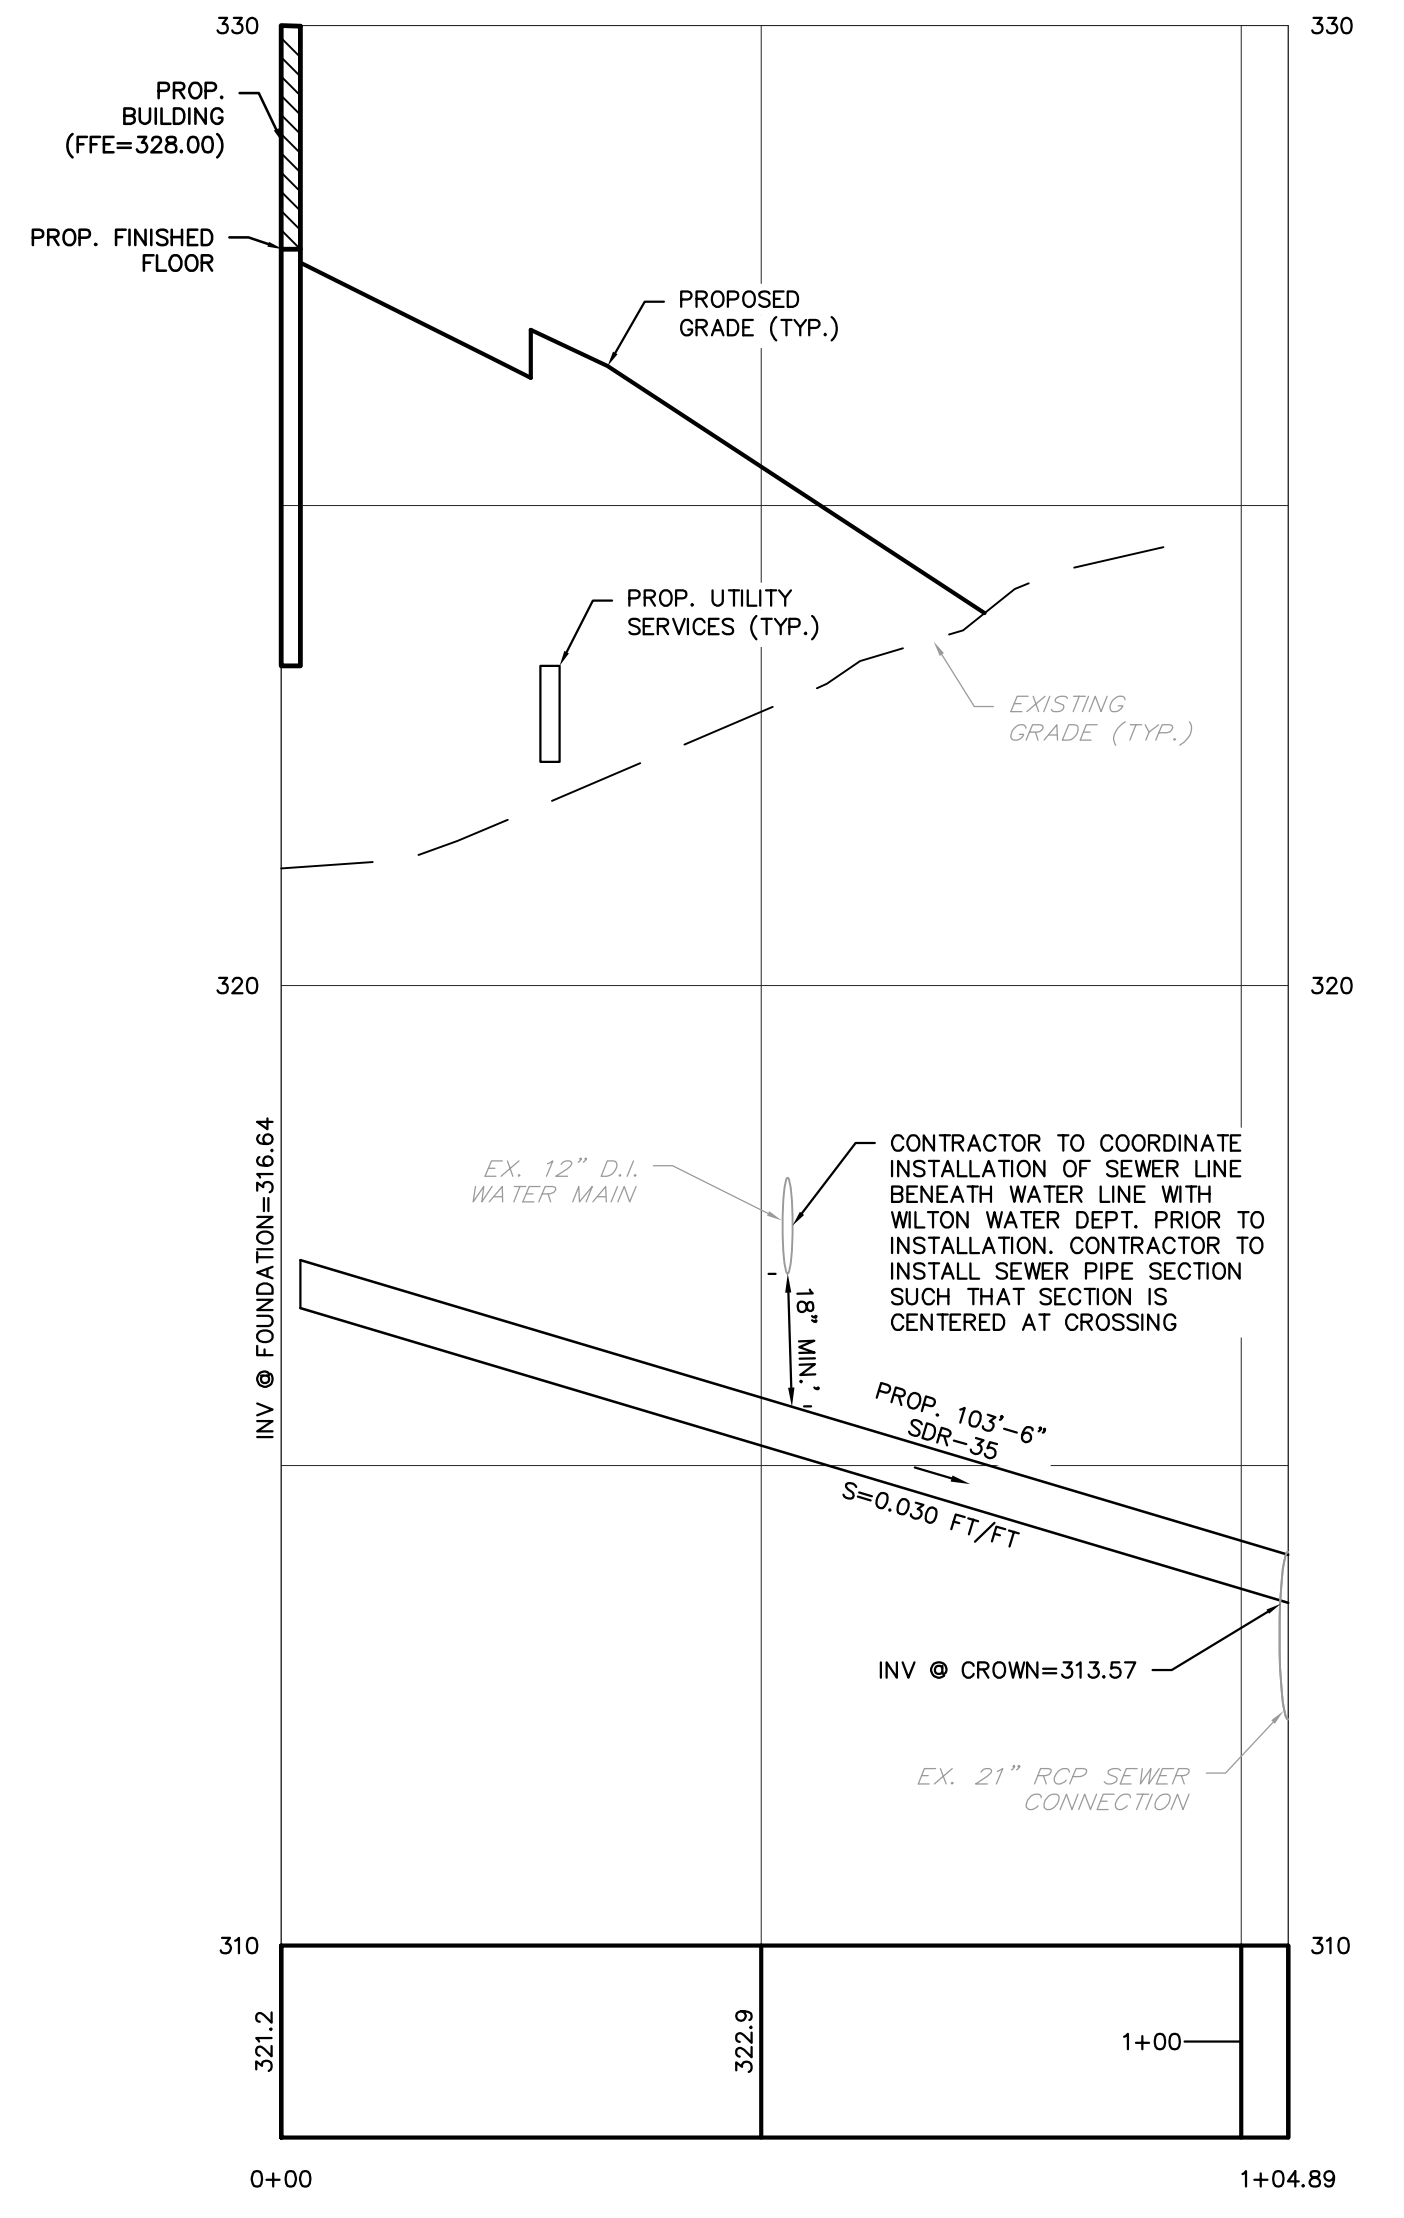 330
330
PROP.
BUILDING
(FFE=328.00)
PROP. FINISHED
FLOOR
PROPOSED
GRADE (TYP.)
PROP. UTILITY
SERVICES (TYP.)
EXISTING
GRADE (TYP.)
320
320
INV @ FOUNDATION=316.64
EX. 12" D.I.
WATER MAIN
CONTRACTOR TO COORDINATE
INSTALLATION OF SEWER LINE
BENEATH WATER LINE WITH
WILTON WATER DEPT. PRIOR TO
INSTALLATION. CONTRACTOR TO
INSTALL SEWER PIPE SECTION
SUCH THAT SECTION IS
CENTERED AT CROSSING
18" MIN.'
PROP. 103'-6"
SDR-35
S=0.030 FT/FT
INV @ CROWN=313.57
EX. 21" RCP SEWER
CONNECTION
310
310
321.2
322.9
1+00
0+00
1+04.89